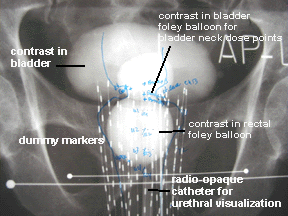 contrast in bladder
foley balloon for
bladder neck dose points
contrast in
bladder
AP
contrast in rectal
foley balloon
dummy markers
radio-opaque
catheter for
urethral visualization